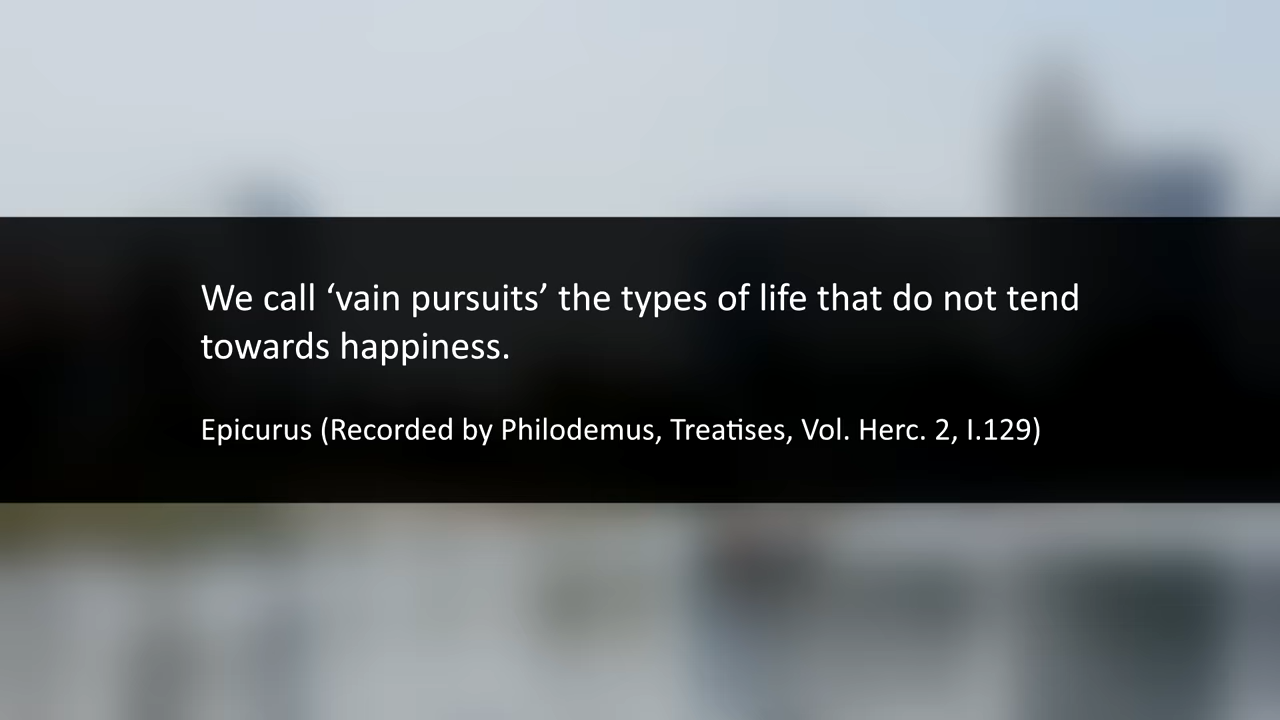 We call ‘vain pursuits’ the types of life that do not tend
towards happiness.
Epicurus (Recorded by Philodemus, Treatises, Vol. Herc. 2, I.129)